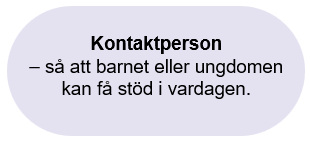 Kontaktperson
– så att barnet eller ungdomen
kan få stöd i vardagen.